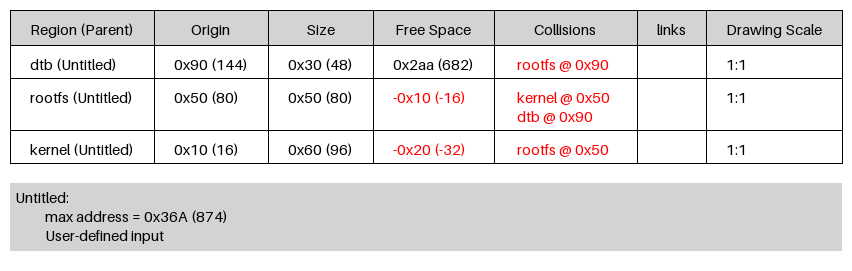 Region (Parent) Origin Size Free Space Collisions links Drawing Scale
dtb (Untitled) 0x90 (144) 0x30 (48) 0x2aa (682) rootfs @ 0x90 1:1
rootfs (Untitled) 0x50 (80) 0x50 (80) -0x10 (-16) kernel @ 0x50 1:1
dtb @ 0x90
kernel (Untitled) 0x10 (16) 0x60 (96) -0x20 (-32) rootfs @ 0x50 1:1
Untitled:
max address = 0x36A (874)
User-defined input